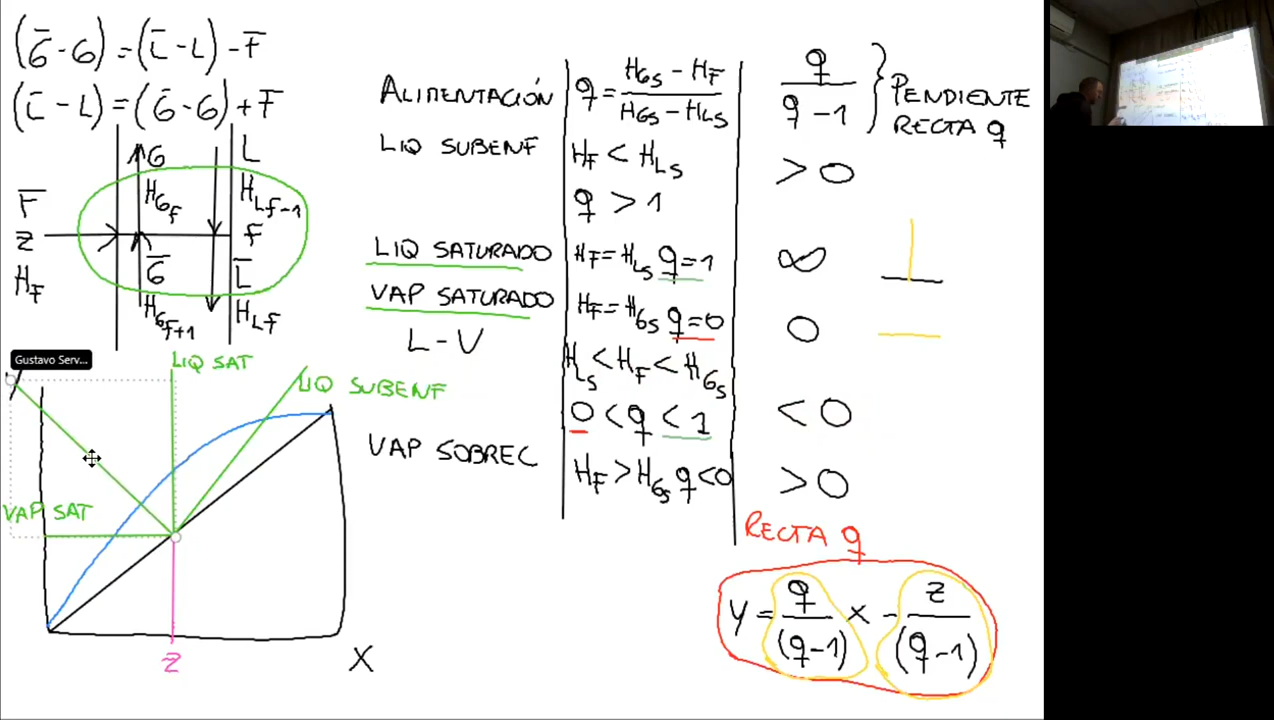 (G̅-G)=(L̅-L)-F̅
(L̅-L)=(G̅-G)+F̅
G L
H_Gf H_Lf-1
F̅
z f
H_F G̅ L̅
H_Gf+1 H_Lf
Gustavo Serv...
LIQ SAT
LIQ SUBENF
VAP SAT
Y
X
z
ALIMENTACIÓN q = (H_GS - H_F)/(H_GS - H_LS) q/(q-1) } PENDIENTE
RECTA q
LIQ SUBENF H_F < H_LS >0
q > 1
LIQ SATURADO H_F=H_LS q=1 ∞
VAP SATURADO H_F=H_GS q=0 0
L-V H_LS < H_F < H_GS
0 < q < 1 <0
VAP SOBREC H_F > H_GS q<0 >0
RECTA q
y = q/(q-1) x - z/(q-1)